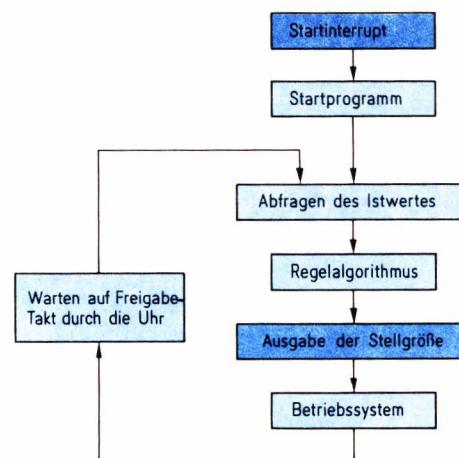 Startinterrupt
Startprogramm
Abfragen des Istwertes
Regelalgorithmus
Warten auf Freigabe-
Takt durch die Uhr
Ausgabe der Stellgröße
Betriebssystem